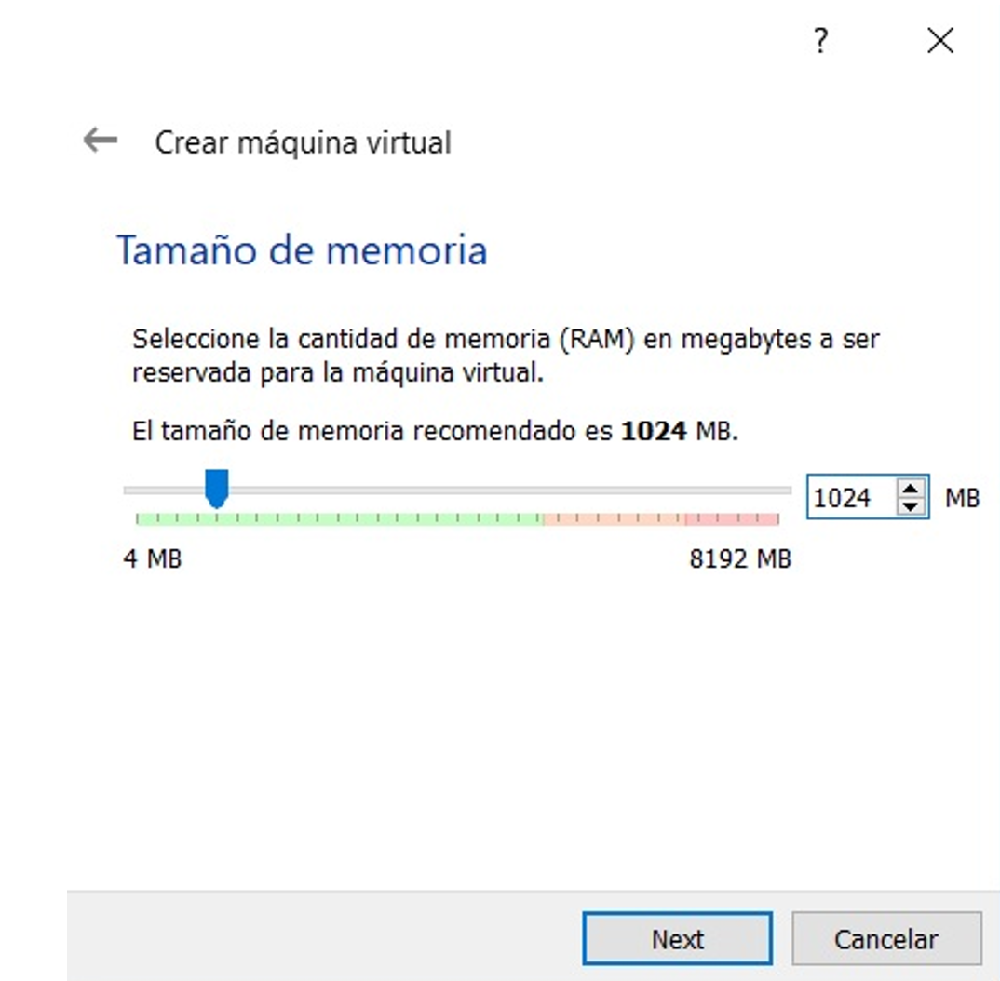 ?
Crear máquina virtual
Tamaño de memoria
Seleccione la cantidad de memoria (RAM) en megabytes a ser
reservada para la máquina virtual.
El tamaño de memoria recomendado es 1024 MB.
1024 MB
4 MB 8192 MB
Next Cancelar